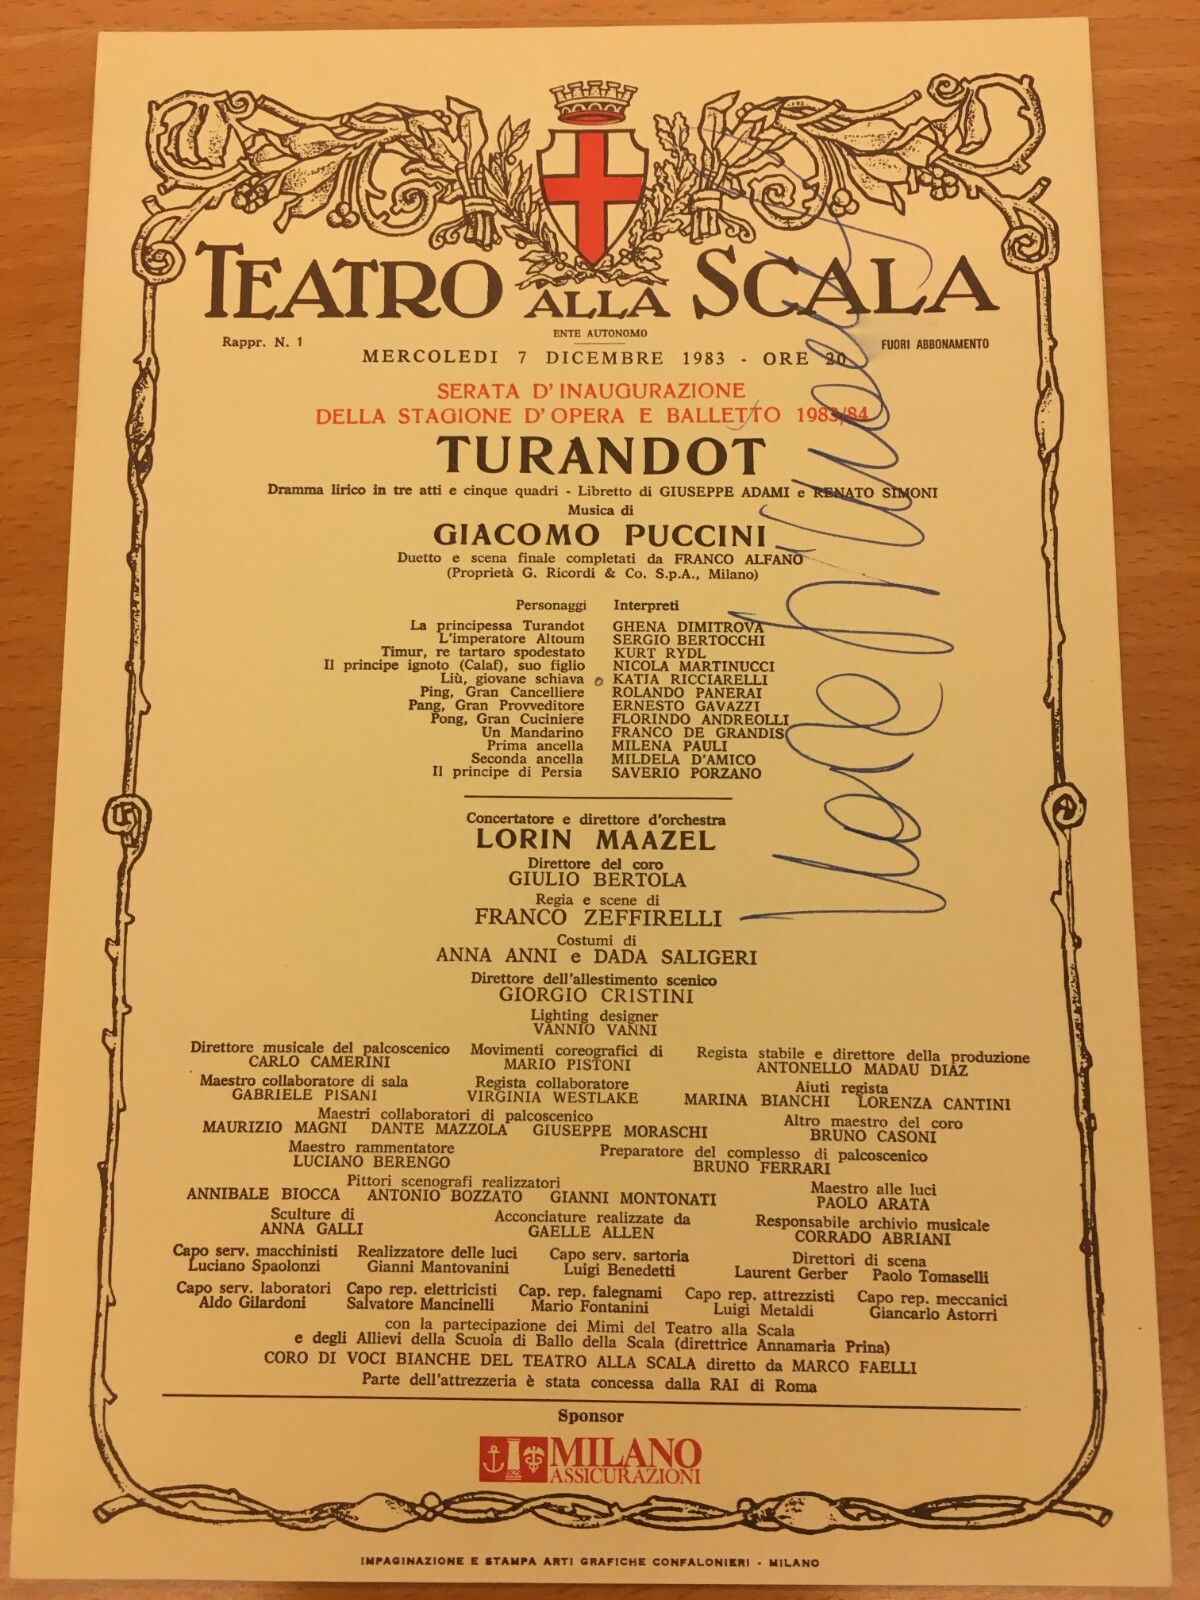 TEATRO ALLA SCALA
ENTE AUTONOMO
Rappr. N. 1
FUORI ABBONAMENTO
MERCOLEDI 7 DICEMBRE 1983 - ORE 20
SERATA D'INAUGURAZIONE
DELLA STAGIONE D'OPERA E BALLETTO 1983/84
TURANDOT
Dramma lirico in tre atti e cinque quadri - Libretto di GIUSEPPE ADAMI e RENATO SIMONI
Musica di
GIACOMO PUCCINI
Duetto e scena finale completati da FRANCO ALFANO
(Proprietà G. Ricordi & Co. S.p.A., Milano)
Personaggi Interpreti
La principessa Turandot GHENA DIMITROVA
L'imperatore Altoum SERGIO BERTOCCHI
Timur, re tartaro spodestato KURT RYDL
Il principe ignoto (Calaf), suo figlio NICOLA MARTINUCCI
Liù, giovane schiava KATIA RICCIARELLI
Ping, Gran Cancelliere ROLANDO PANERAI
Pang, Gran Provveditore ERNESTO GAVAZZI
Pong, Gran Cuciniere FLORINDO ANDREOLLI
Un Mandarino FRANCO DE GRANDIS
Prima ancella MILENA PAULI
Seconda ancella MILDELA D'AMICO
Il principe di Persia SAVERIO PORZANO
Concertatore e direttore d'orchestra
LORIN MAAZEL
Direttore del coro
GIULIO BERTOLA
Regia e scene di
FRANCO ZEFFIRELLI
Costumi di
ANNA ANNI e DADA SALIGERI
Direttore dell'allestimento scenico
GIORGIO CRISTINI
Lighting designer
VANNIO VANNI
Direttore musicale del palcoscenico Movimenti coreografici di Regista stabile e direttore della produzione
CARLO CAMERINI MARIO PISTONI ANTONELLO MADAU DIAZ
Maestro collaboratore di sala Regista collaboratore Aiuti regista
GABRIELE PISANI VIRGINIA WESTLAKE MARINA BIANCHI LORENZA CANTINI
Maestri collaboratori di palcoscenico Altro maestro del coro
MAURIZIO MAGNI DANTE MAZZOLA GIUSEPPE MORASCHI BRUNO CASONI
Maestro rammentatore Preparatore del complesso di palcoscenico
LUCIANO BERENGO BRUNO FERRARI
Pittori scenografi realizzatori Maestro alle luci
ANNIBALE BIOCCA ANTONIO BOZZATO GIANNI MONTONATI PAOLO ARATA
Sculture di Acconciature realizzate da Responsabile archivio musicale
ANNA GALLI GAELLE ALLEN CORRADO ABRIANI
Capo serv. macchinisti Realizzatore delle luci Capo serv. sartoria Direttori di scena
Luciano Spaolonzi Gianni Mantovanini Luigi Benedetti Laurent Gerber Paolo Tomaselli
Capo serv. laboratori Capo rep. elettricisti Cap. rep. falegnami Capo rep. attrezzisti Capo rep. meccanici
Aldo Gilardoni Salvatore Mancinelli Mario Fontanini Luigi Metaldi Giancarlo Astorri
con la partecipazione dei Mimi del Teatro alla Scala
e degli Allievi della Scuola di Ballo della Scala (direttrice Annamaria Prina)
CORO DI VOCI BIANCHE DEL TEATRO ALLA SCALA diretto da MARCO FAELLI
Parte dell'attrezzeria è stata concessa dalla RAI di Roma
Sponsor
MILANO
ASSICURAZIONI
IMPAGINAZIONE E STAMPA ARTI GRAFICHE CONFALONIERI - MILANO